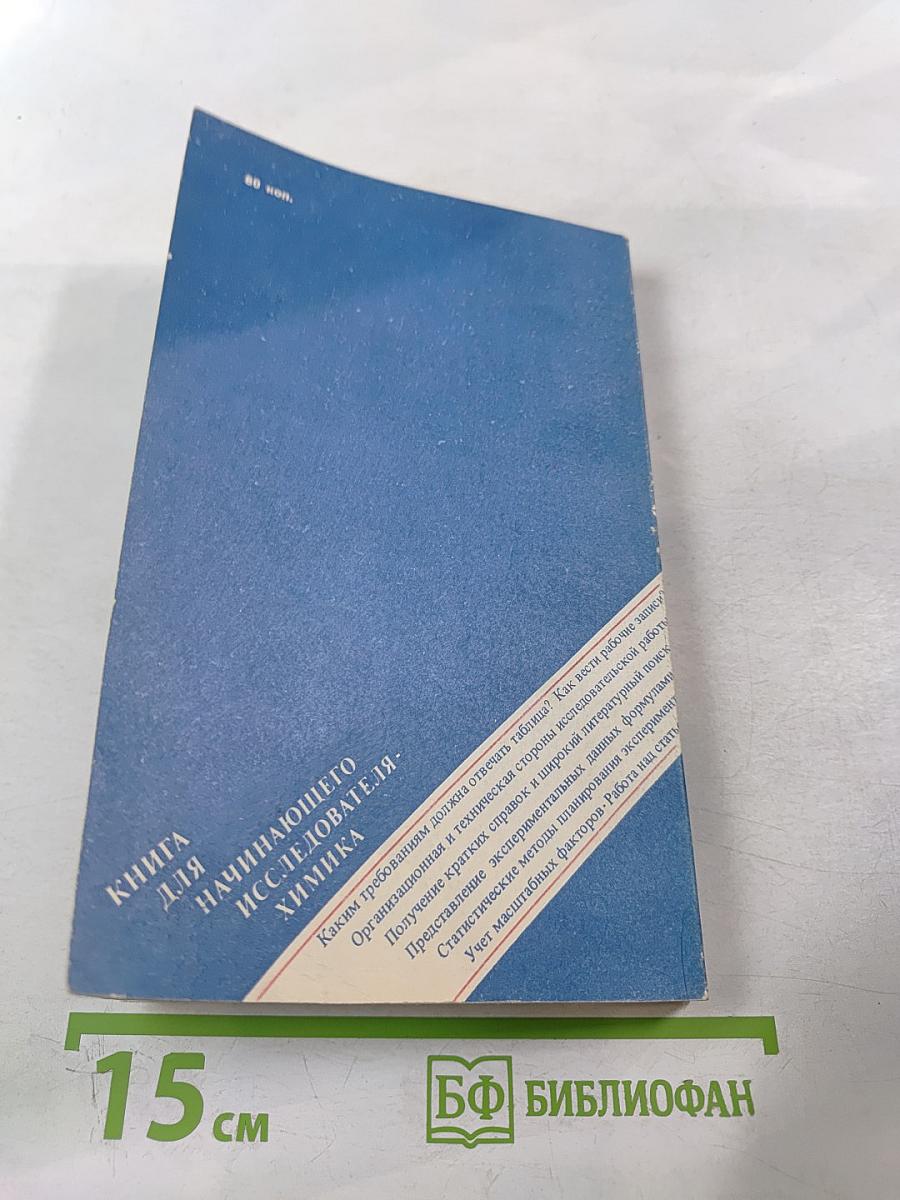 80 коп.
КНИГА
ДЛЯ
НАЧИНАЮЩЕГО
ИССЛЕДОВАТЕЛЯ-
ХИМИКА
Каким требованиям должна отвечать таблица? Как вести рабочие записи?
Организационная и техническая стороны исследовательской работы
Получение кратких справок и широкий литературный поиск
Представление экспериментальных данных формулами
Статистические методы планирования эксперимент
Учет масштабных факторов · Работа над стать
15 см
БФ БИБЛИОФАН